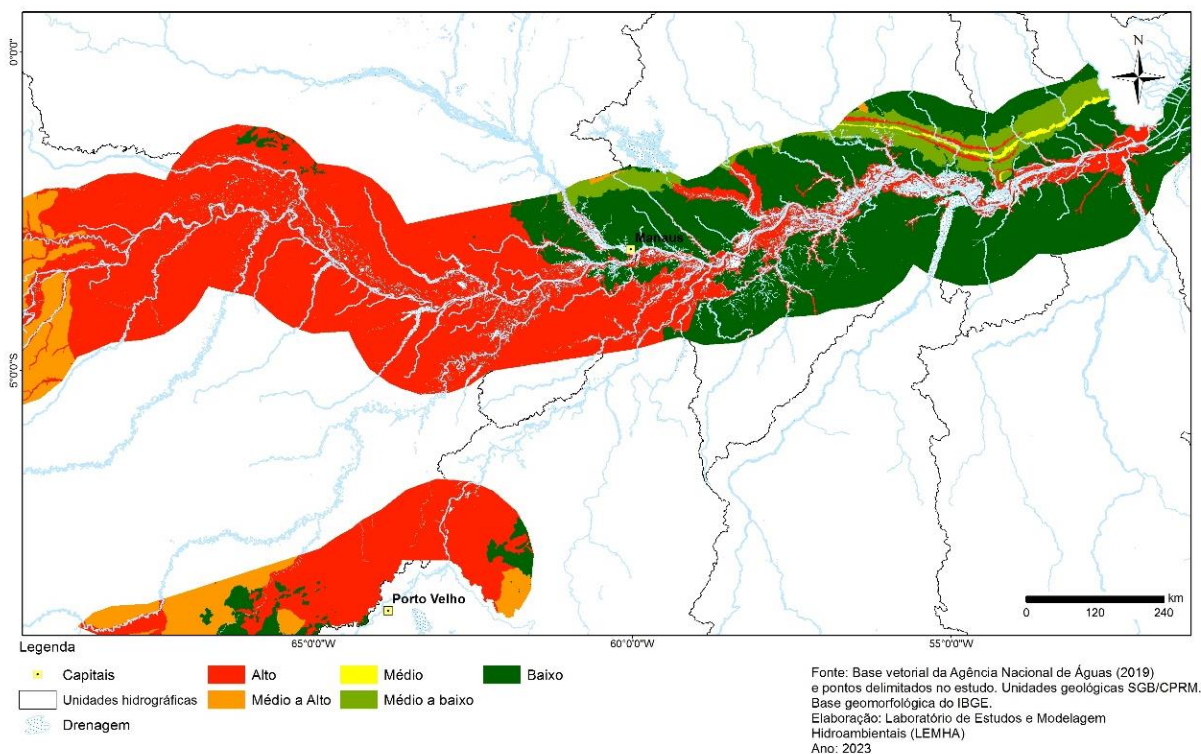 N
0°0'0"
5°0'0"S
Manaus
Porto Velho
km
0 120 240
65°0'0"W 60°0'0"W 55°0'0"W
Legenda
Capitais
Unidades hidrográficas
Drenagem
Alto
Médio a Alto
Médio
Médio a baixo
Baixo
Fonte: Base vetorial da Agência Nacional de Águas (2019)
e pontos delimitados no estudo. Unidades geológicas SGB/CPRM.
Base geomorfológica do IBGE.
Elaboração: Laboratório de Estudos e Modelagem
Hidroambientais (LEMHA)
Ano: 2023